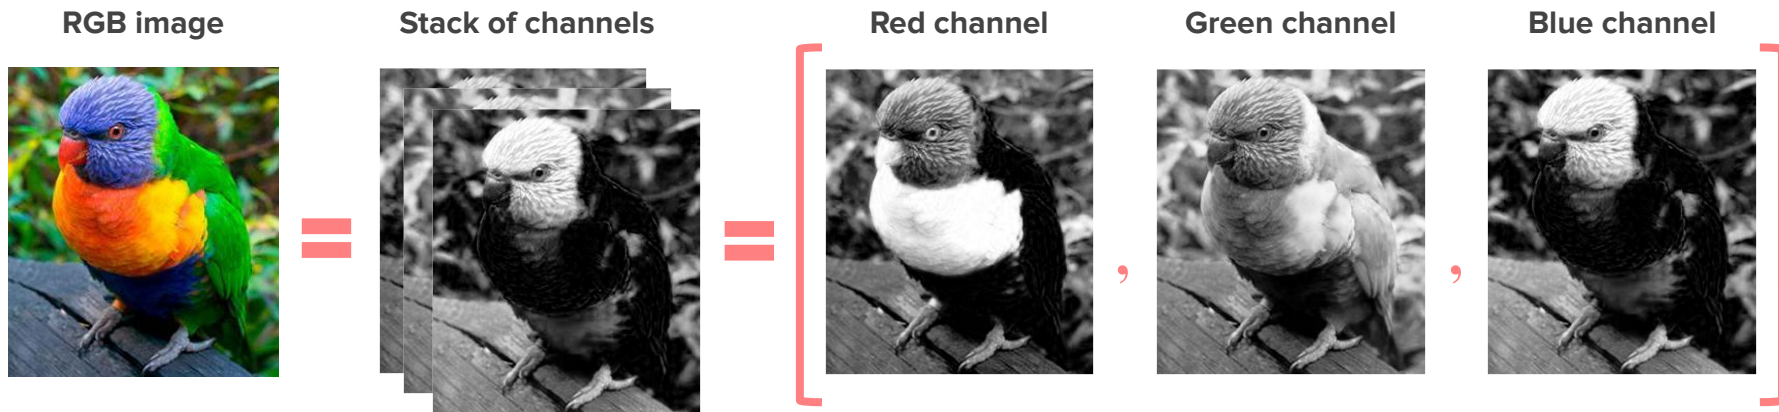 RGB image
Stack of channels
Red channel
Green channel
Blue channel
= = [ , , ]